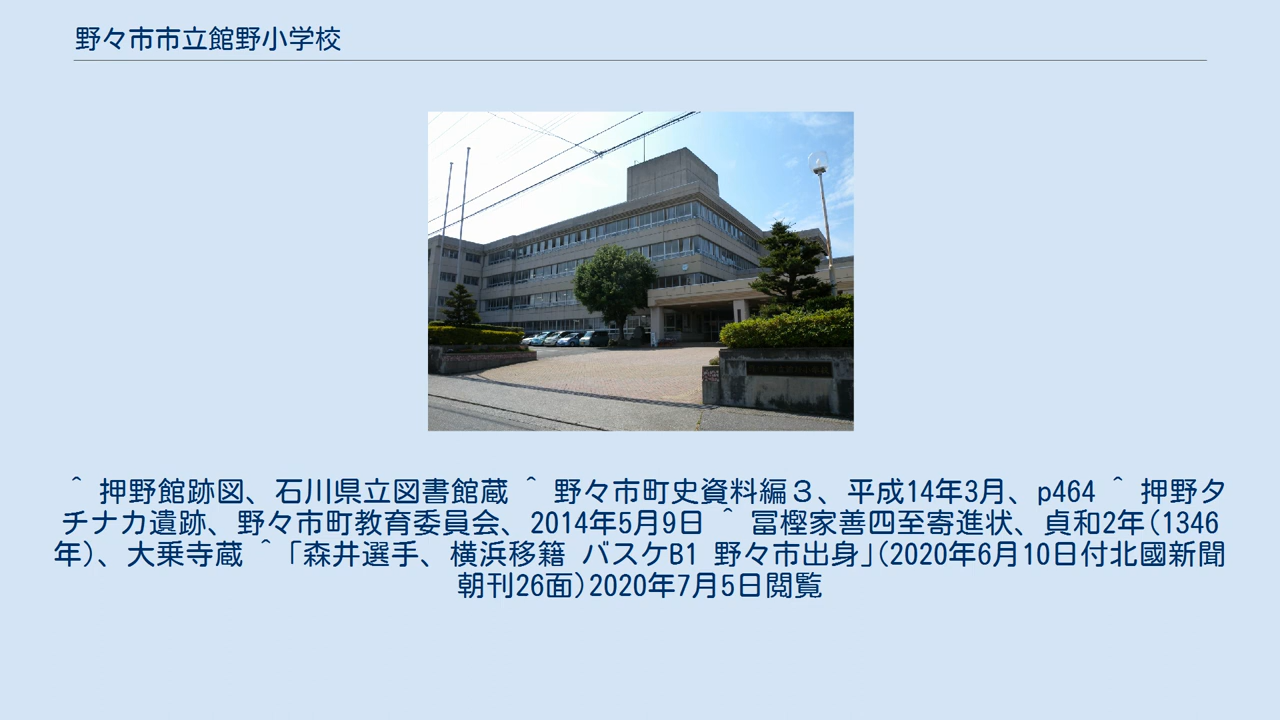 野々市市立館野小学校
^ 押野館跡図、石川県立図書館蔵 ^ 野々市町史資料編３、平成14年3月、p464 ^ 押野タ
チナカ遺跡、野々市町教育委員会、2014年5月9日 ^ 冨樫家善四至寄進状、貞和2年(1346
年)、大乗寺蔵 ^ 「森井選手、横浜移籍 バスケB1 野々市出身」(2020年6月10日付北國新聞
朝刊26面)2020年7月5日閲覧